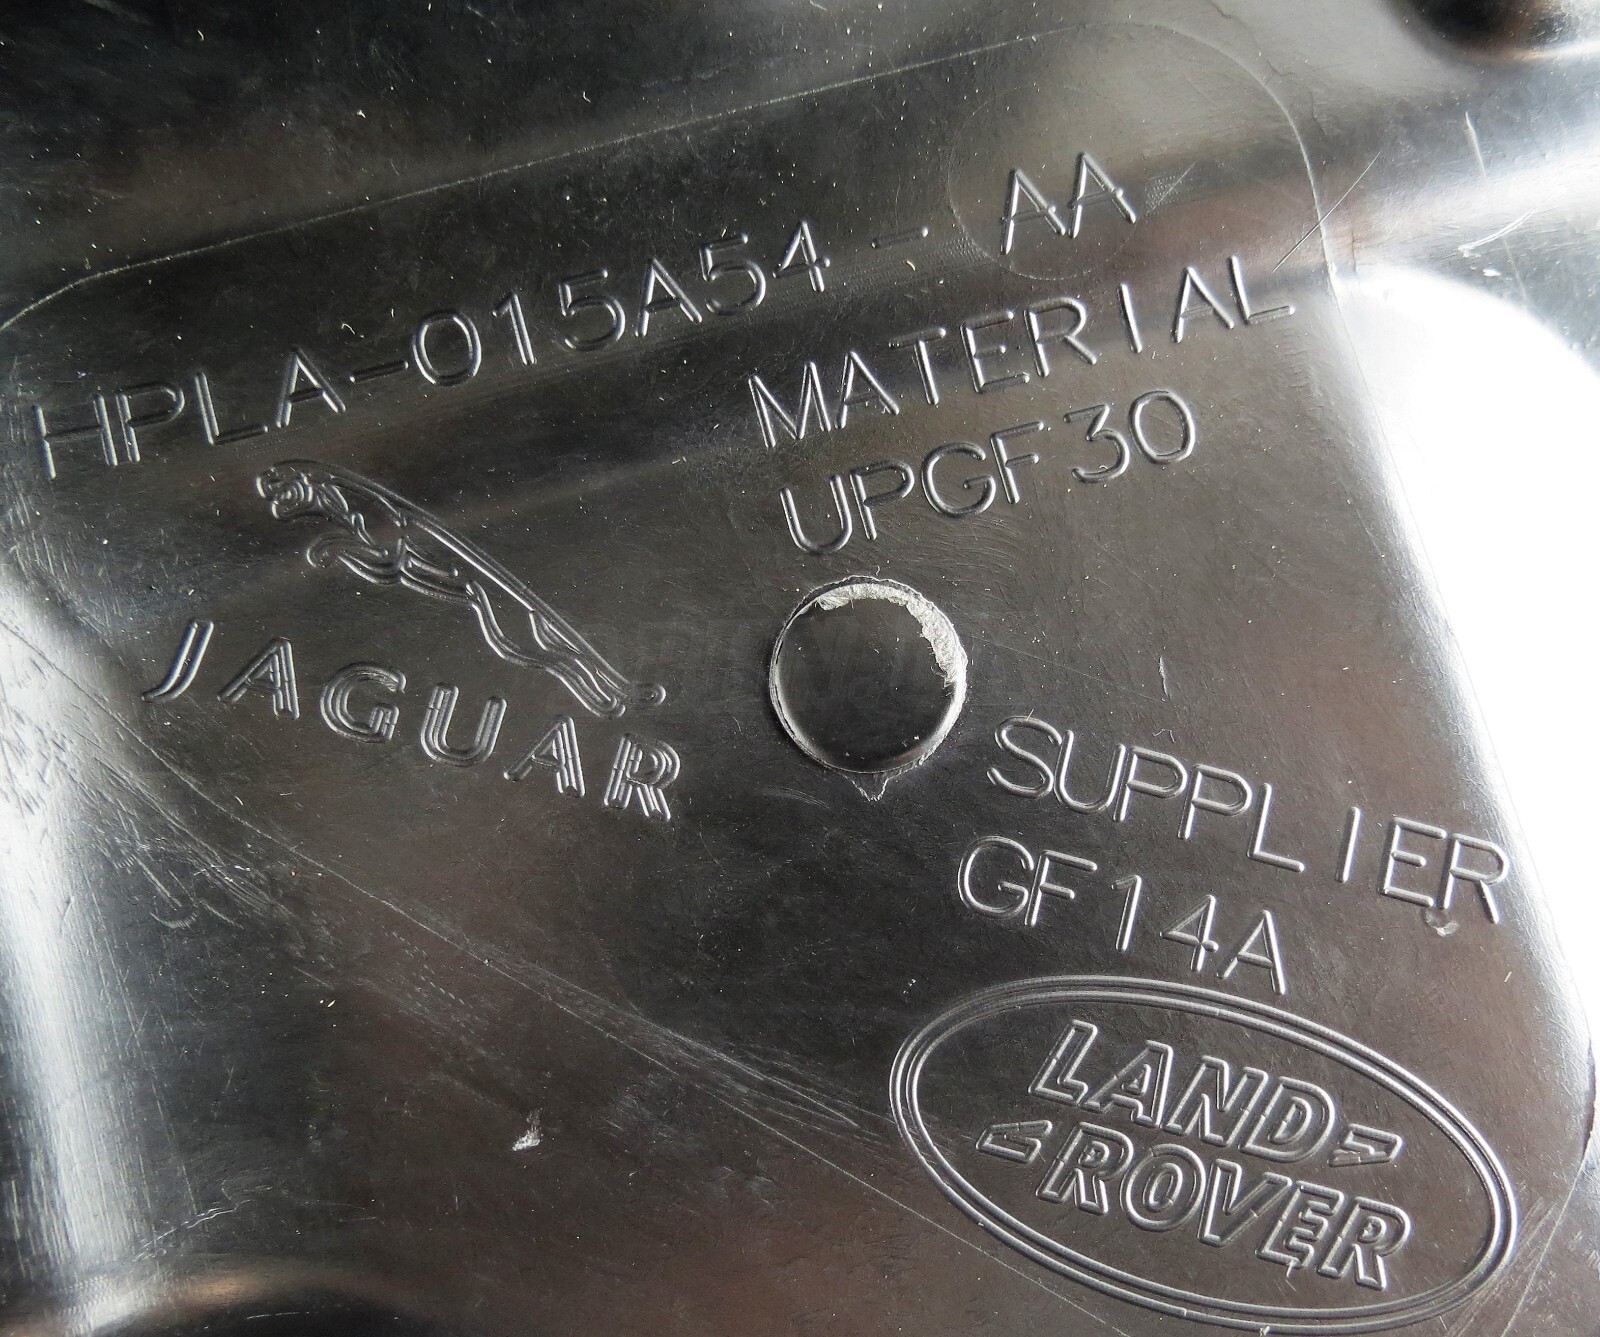 HPLA-015A54 - AA
MATERIAL
UPGF30
JAGUAR
SUPPLIER
GF14A
LAND
ROVER